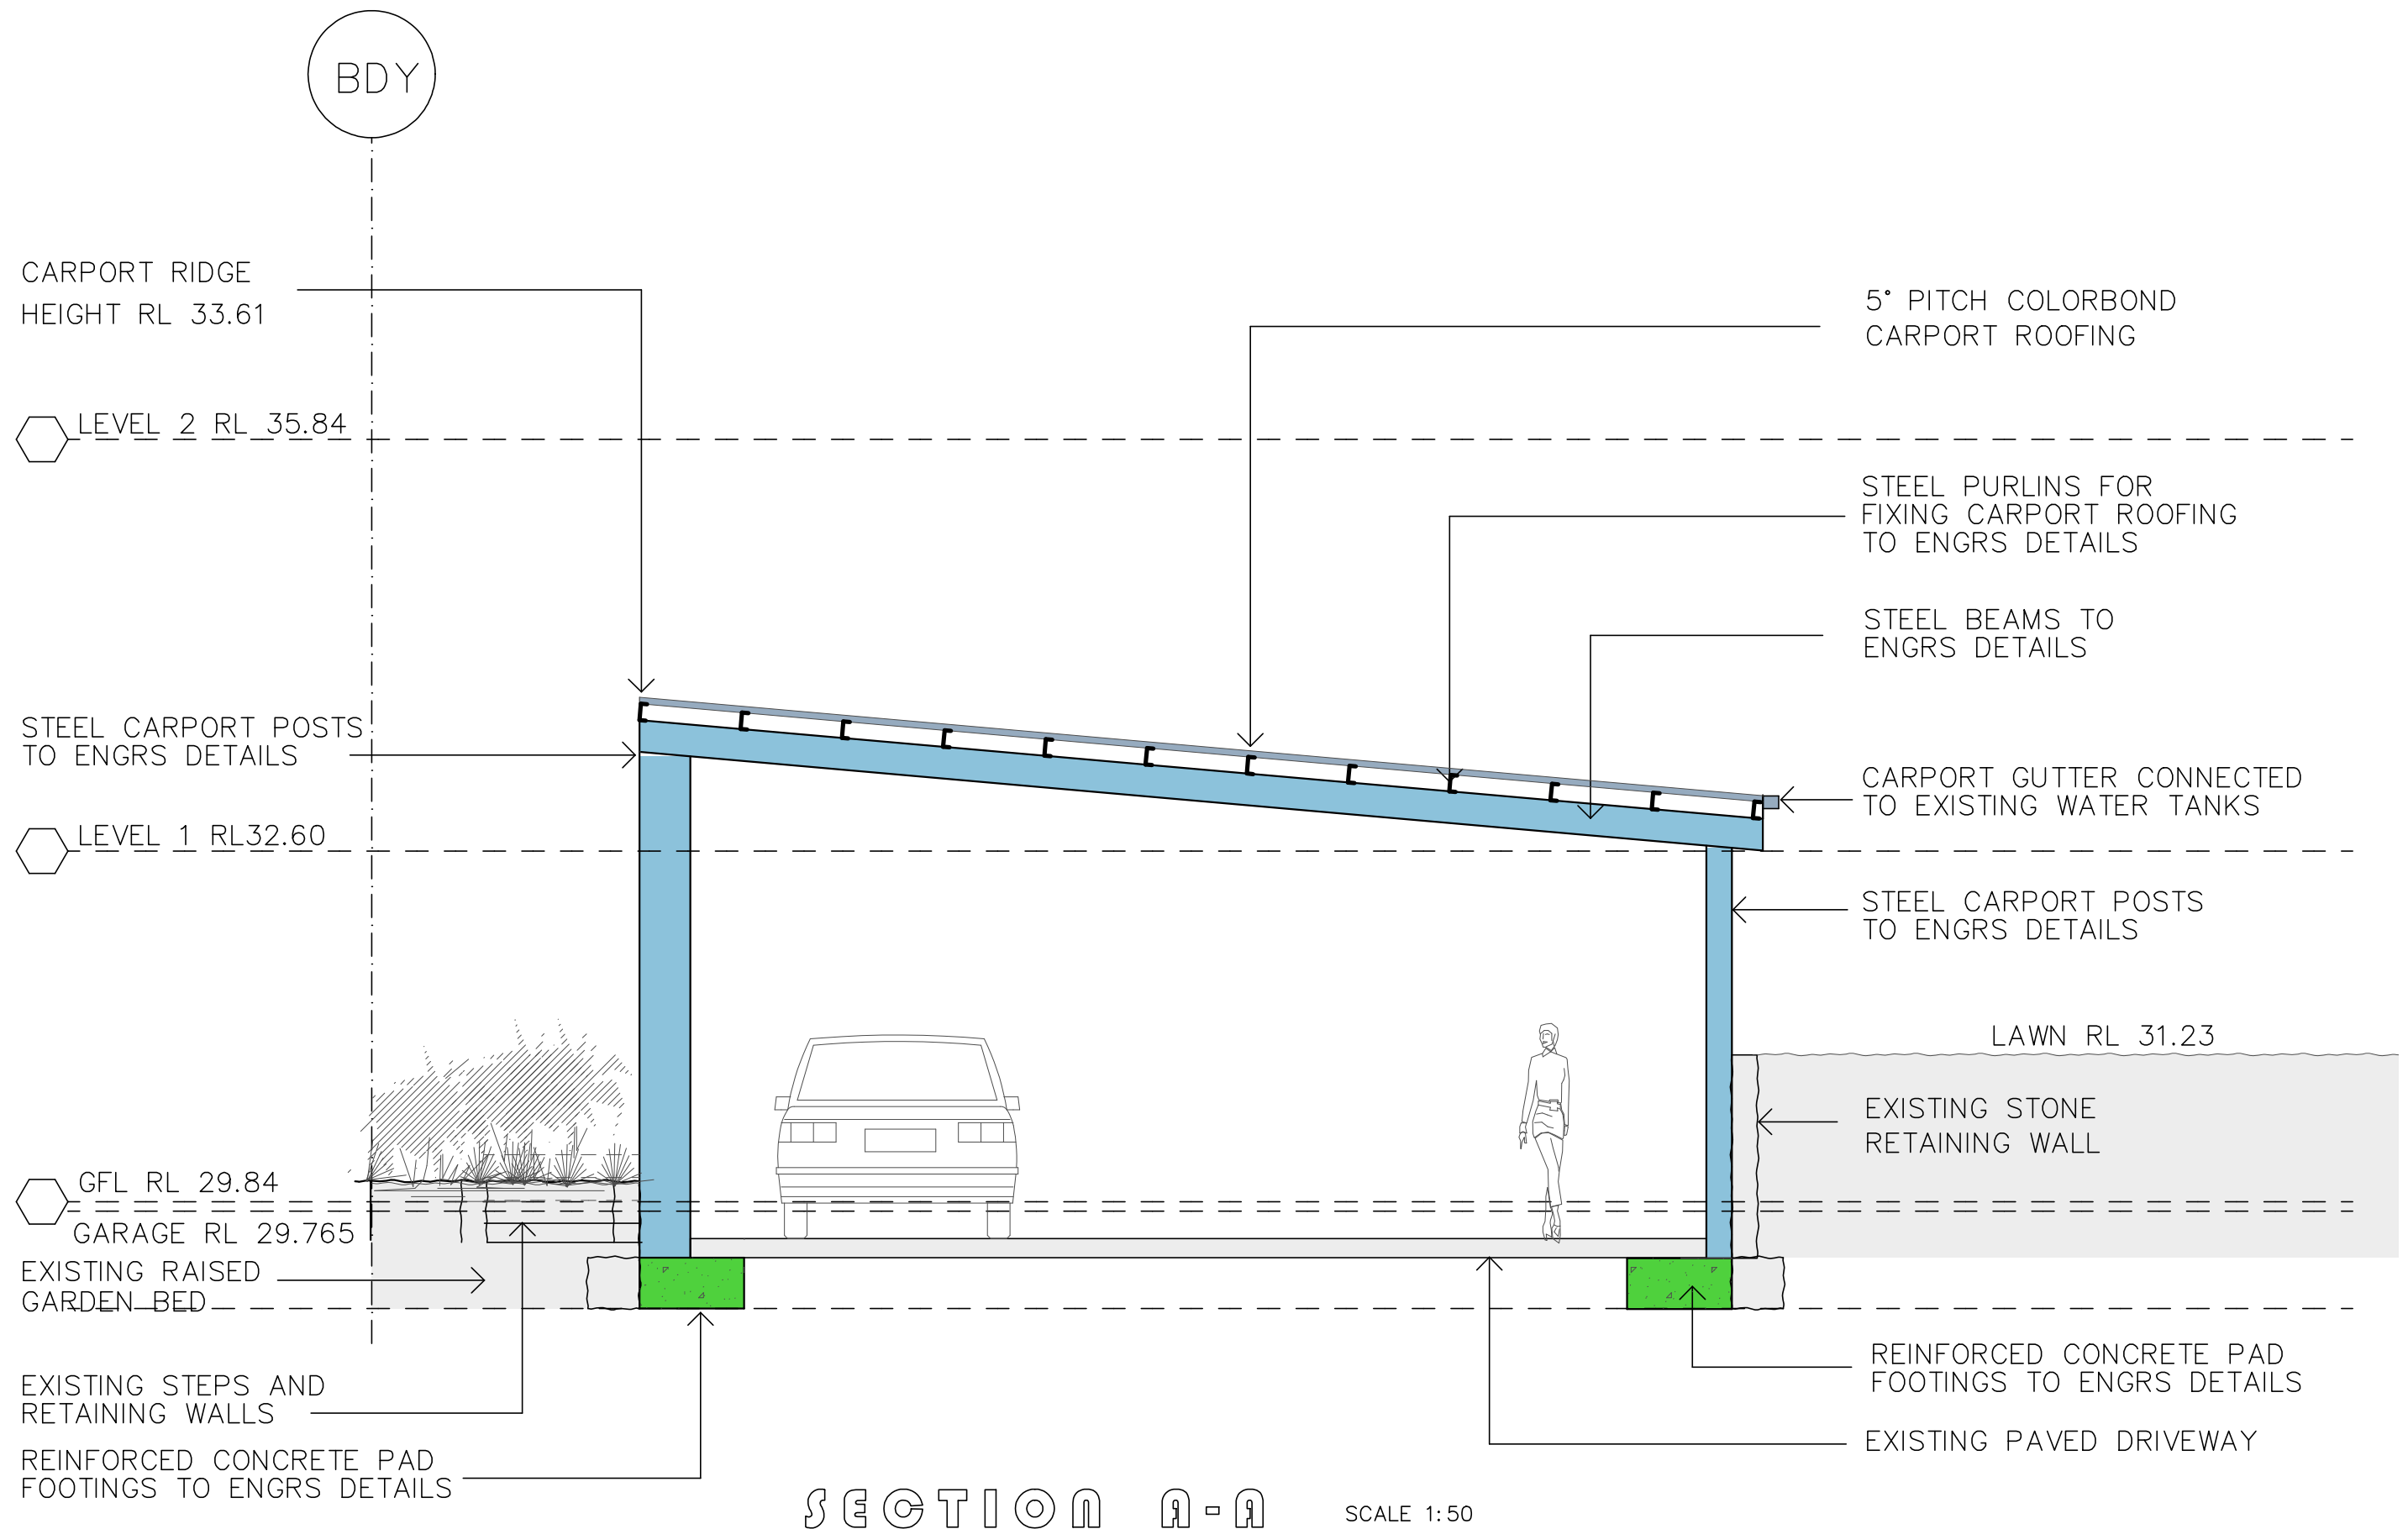 BDY
CARPORT RIDGE
HEIGHT RL 33.61
5° PITCH COLORBOND
CARPORT ROOFING
LEVEL 2 RL 35.84
STEEL PURLINS FOR
FIXING CARPORT ROOFING
TO ENGRS DETAILS
STEEL BEAMS TO
ENGRS DETAILS
STEEL CARPORT POSTS
TO ENGRS DETAILS
CARPORT GUTTER CONNECTED
TO EXISTING WATER TANKS
LEVEL 1 RL32.60
STEEL CARPORT POSTS
TO ENGRS DETAILS
LAWN RL 31.23
EXISTING STONE
RETAINING WALL
GFL RL 29.84
GARAGE RL 29.765
EXISTING RAISED
GARDEN BED
REINFORCED CONCRETE PAD
FOOTINGS TO ENGRS DETAILS
EXISTING STEPS AND
RETAINING WALLS
EXISTING PAVED DRIVEWAY
REINFORCED CONCRETE PAD
FOOTINGS TO ENGRS DETAILS
SECTION A-A
SCALE 1:50